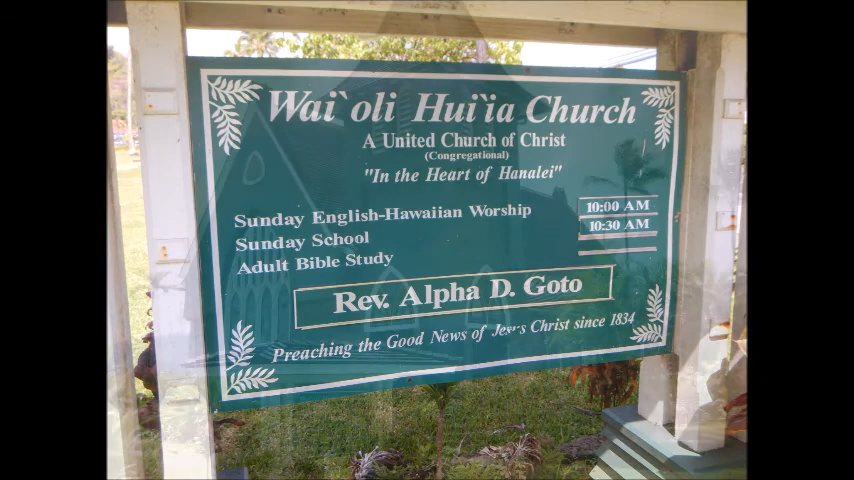 Wai`oli Hui`ia Church
A United Church of Christ
(Congregational)
"In the Heart of Hanalei"
Sunday English-Hawaiian Worship 10:00 AM
Sunday School 10:30 AM
Adult Bible Study
Rev. Alpha D. Goto
Preaching the Good News of Jesus Christ since 1834